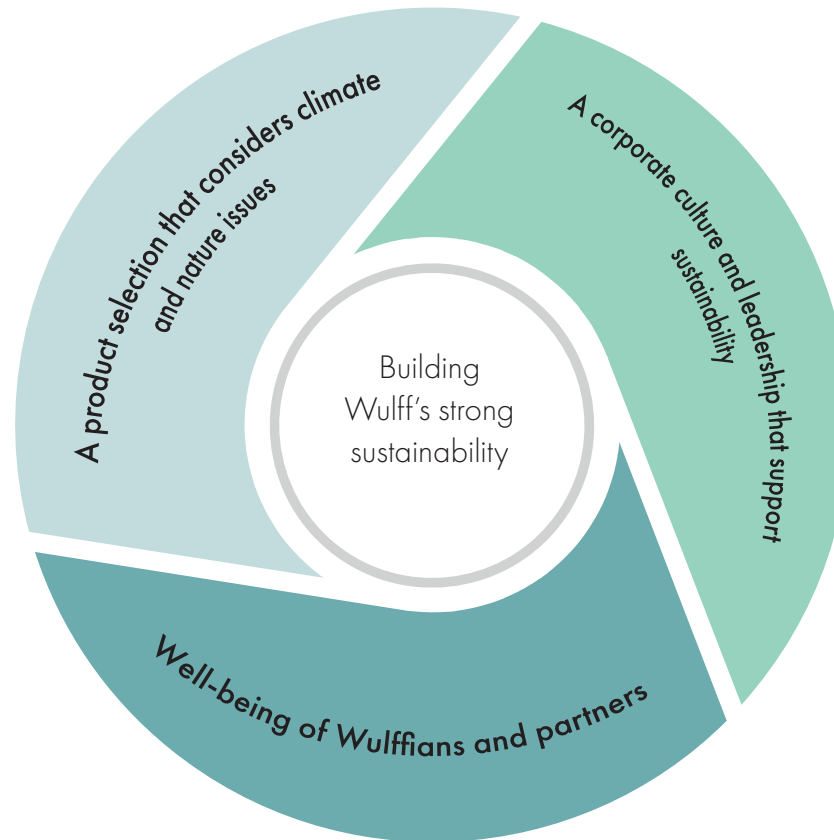 A product selection that considers climate
and nature issues
A corporate culture and leadership that support
sustainability
Building
Wulff's strong
sustainability
Well-being of Wulffians and partners